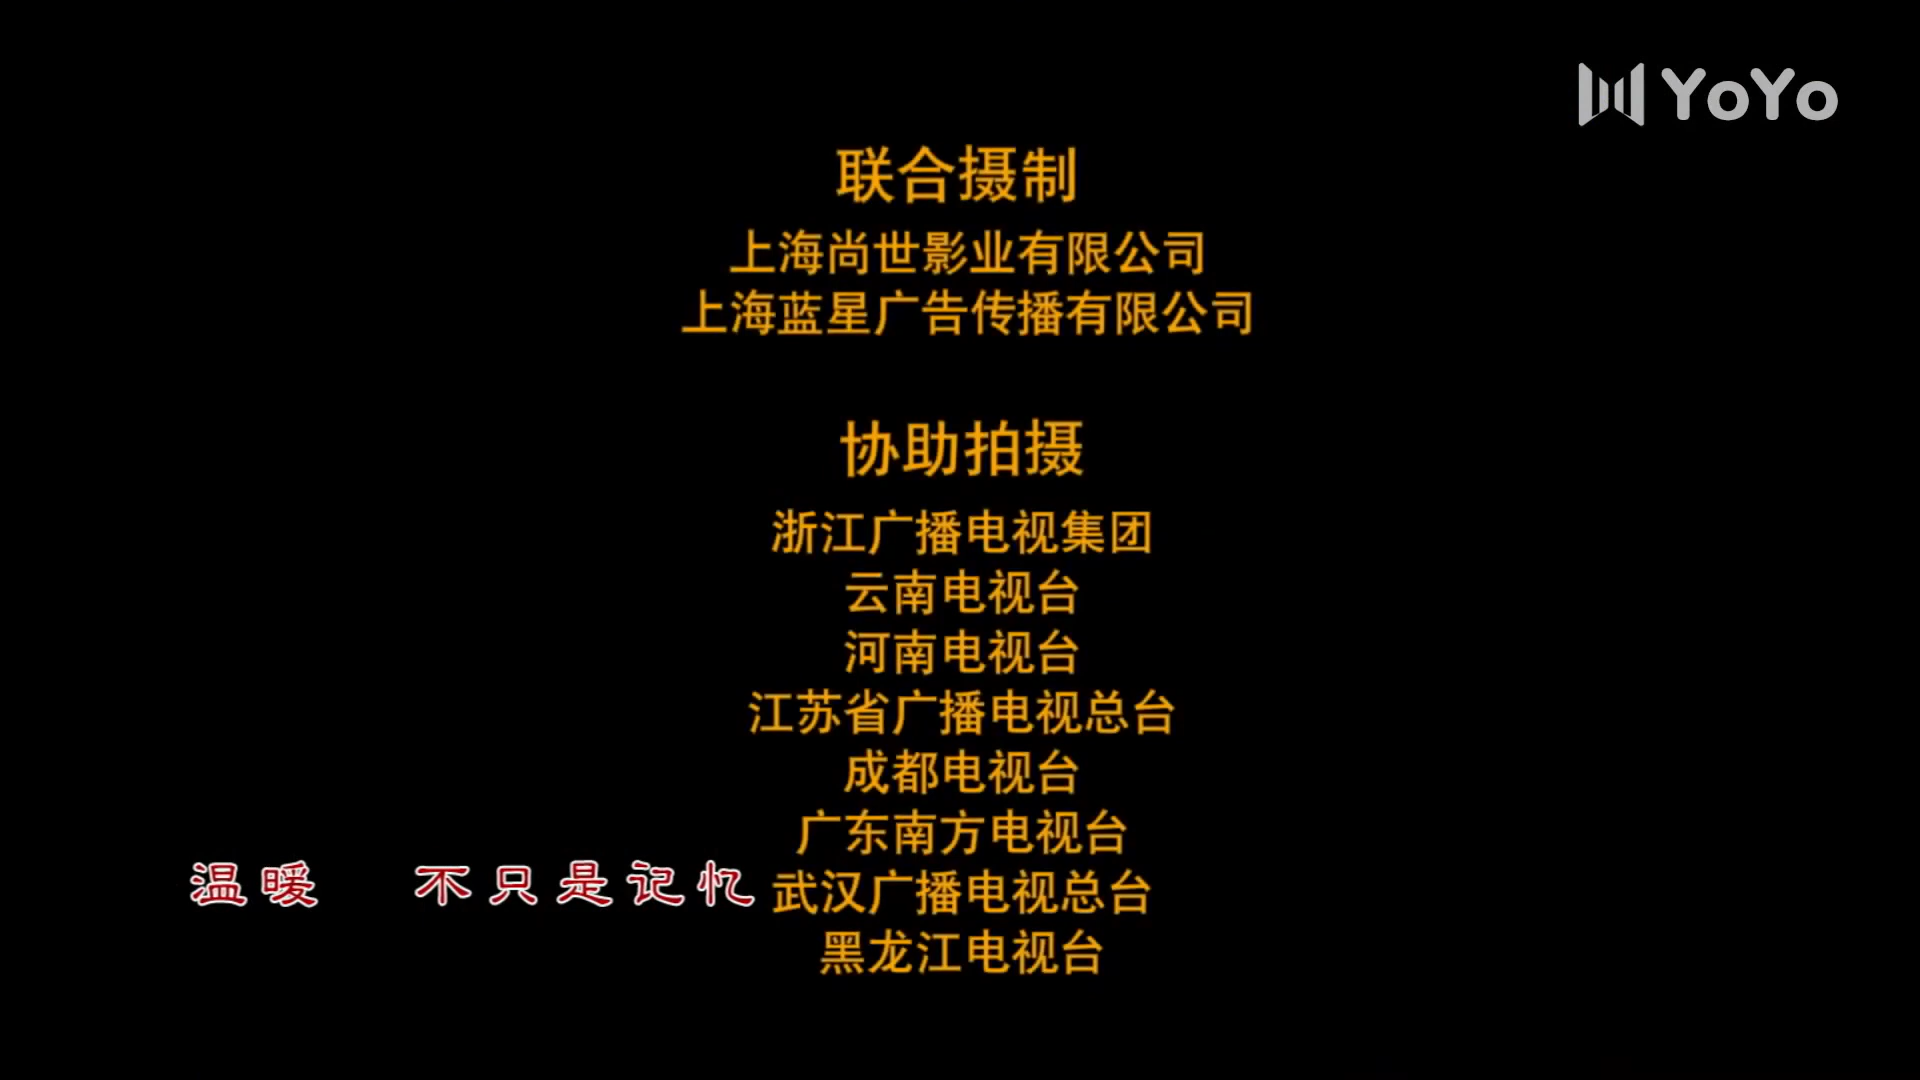 YoYo
联合摄制
上海尚世影业有限公司
上海蓝星广告传播有限公司
协助拍摄
浙江广播电视集团
云南电视台
河南电视台
江苏省广播电视总台
成都电视台
广东南方电视台
温暖 不只是记忆
武汉广播电视总台
黑龙江电视台